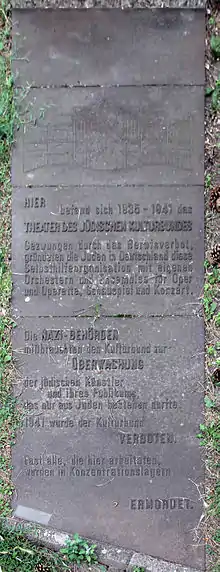 HIER
befand sich 1935 - 1941 das
THEATER DES JÜDISCHEN KULTURBUNDES
Gezwungen durch das Berufsverbot,
gründeten die Juden in Deutschland diese
Selbsthilfeorganisation mit eigenen
Orchestern und Ensembles für Oper
und Operette, Schauspiel und Konzert.
Die NAZI-BEHÖRDEN
mißbrauchten den Kulturbund zur
ÜBERWACHUNG
der jüdischen Künstler
und ihres Publikums,
das nur aus Juden bestehen durfte.
1941 wurde der Kulturbund
VERBOTEN.
Fast alle, die hier arbeiteten,
wurden in Konzentrationslagern
ERMORDET.